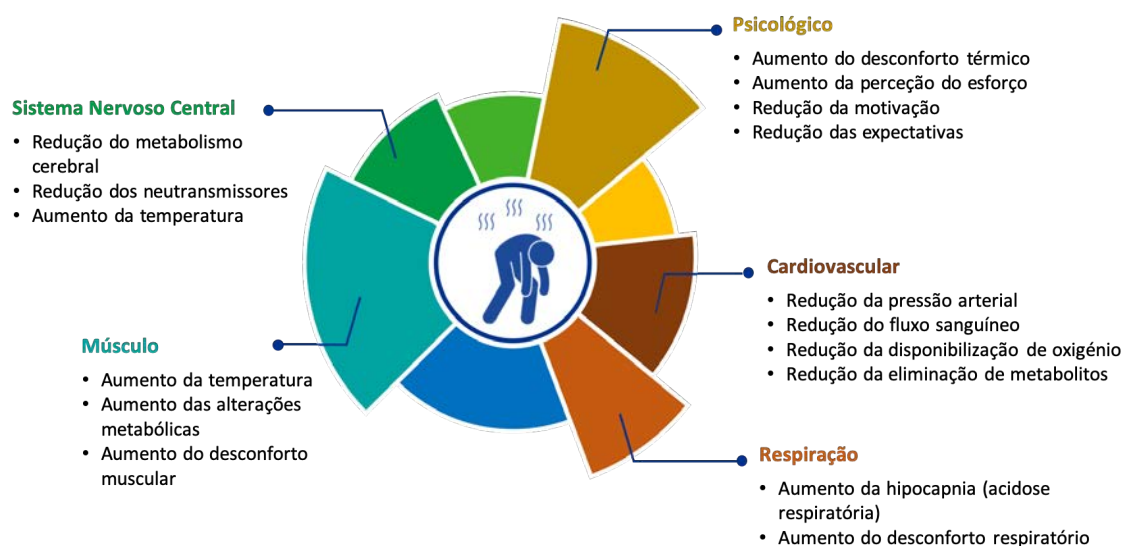 Psicológico
• Aumento do desconforto térmico
• Aumento da perceção do esforço
• Redução da motivação
• Redução das expectativas
Sistema Nervoso Central
• Redução do metabolismo
cerebral
• Redução dos neutransmissores
• Aumento da temperatura
Cardiovascular
• Redução da pressão arterial
• Redução do fluxo sanguíneo
• Redução da disponibilização de oxigénio
• Redução da eliminação de metabolitos
Músculo
• Aumento da temperatura
• Aumento das alterações
metabólicas
• Aumento do desconforto
muscular
Respiração
• Aumento da hipocapnia (acidose
respiratória)
• Aumento do desconforto respiratório